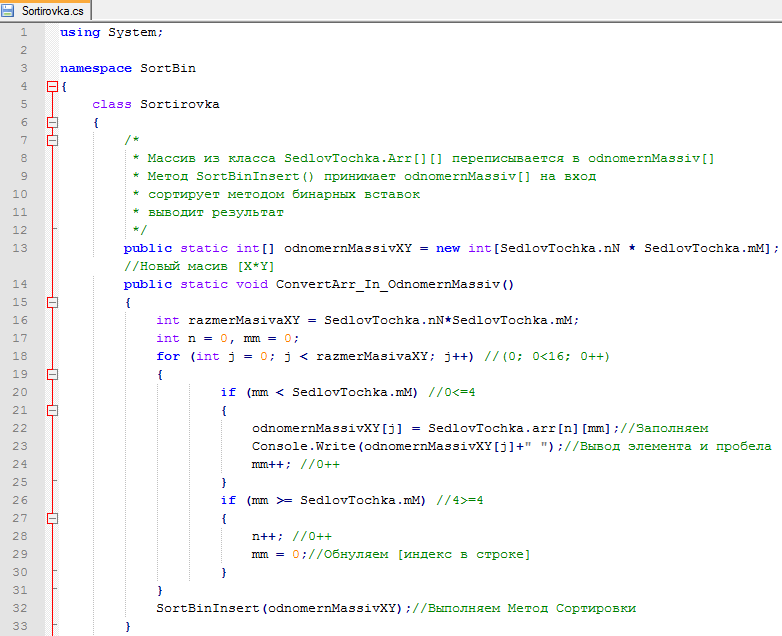 Sortirovka.cs
1 using System;
2
3 namespace SortBin
4 {
5 class Sortirovka
6 {
7 /*
8 * Массив из класса SedlovTochka.Arr[][] переписывается в odnomernMassiv[]
9 * Метод SortBinInsert() принимает odnomernMassiv[] на вход
10 * сортирует методом бинарных вставок
11 * выводит результат
12 */
13 public static int[] odnomernMassivXY = new int[SedlovTochka.nN * SedlovTochka.mM];
//Новый масив [X*Y]
14 public static void ConvertArr_In_OdnomernMassiv()
15 {
16 int razmerMasivaXY = SedlovTochka.nN*SedlovTochka.mM;
17 int n = 0, mm = 0;
18 for (int j = 0; j < razmerMasivaXY; j++) //(0; 0<16; 0++)
19 {
20 if (mm < SedlovTochka.mM) //0<=4
21 {
22 odnomernMassivXY[j] = SedlovTochka.arr[n][mm];//Заполняем
23 Console.Write(odnomernMassivXY[j]+" ");//Вывод элемента и пробела
24 mm++; //0++
25 }
26 if (mm >= SedlovTochka.mM) //4>=4
27 {
28 n++; //0++
29 mm = 0;//Обнуляем [индекс в строке]
30 }
31 }
32 SortBinInsert(odnomernMassivXY);//Выполняем Метод Сортировки
33 }